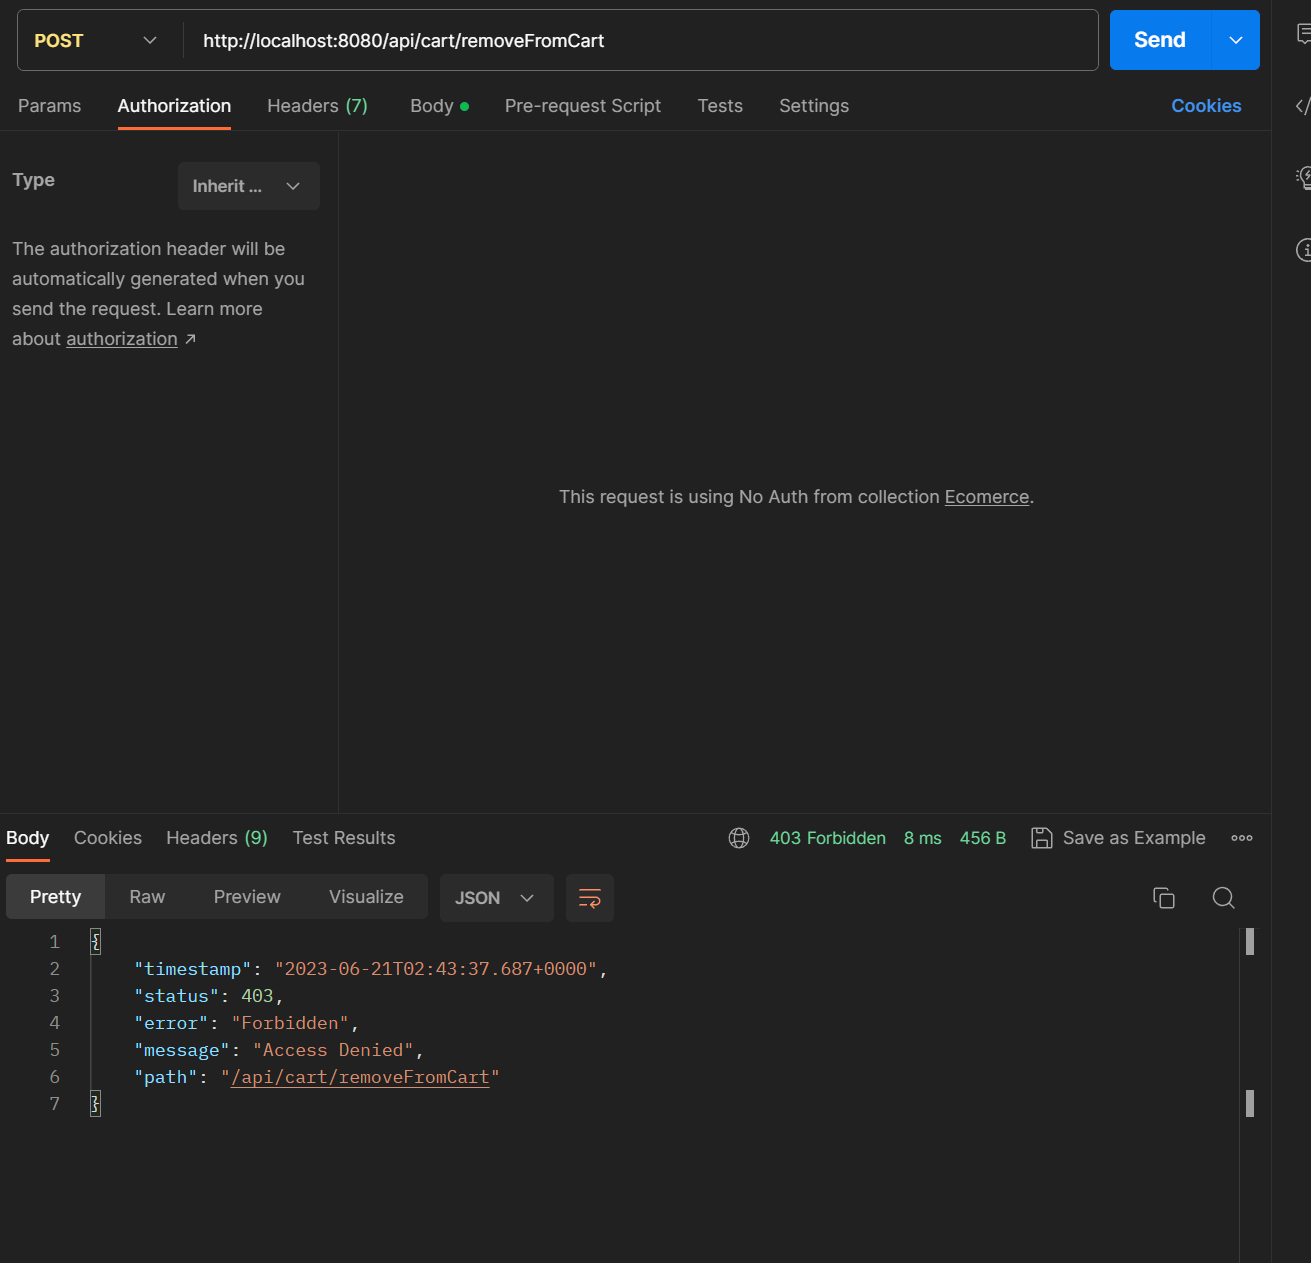 POST
http://localhost:8080/api/cart/removeFromCart
Send
Params Authorization Headers (7) Body Pre-request Script Tests Settings Cookies
Type
Inherit ...
The authorization header will be
automatically generated when you
send the request. Learn more
about authorization ↗
This request is using No Auth from collection Ecomerce.
Body Cookies Headers (9) Test Results 403 Forbidden 8 ms 456 B Save as Example
Pretty Raw Preview Visualize JSON
1 {
2 "timestamp": "2023-06-21T02:43:37.687+0000",
3 "status": 403,
4 "error": "Forbidden",
5 "message": "Access Denied",
6 "path": "/api/cart/removeFromCart"
7 }